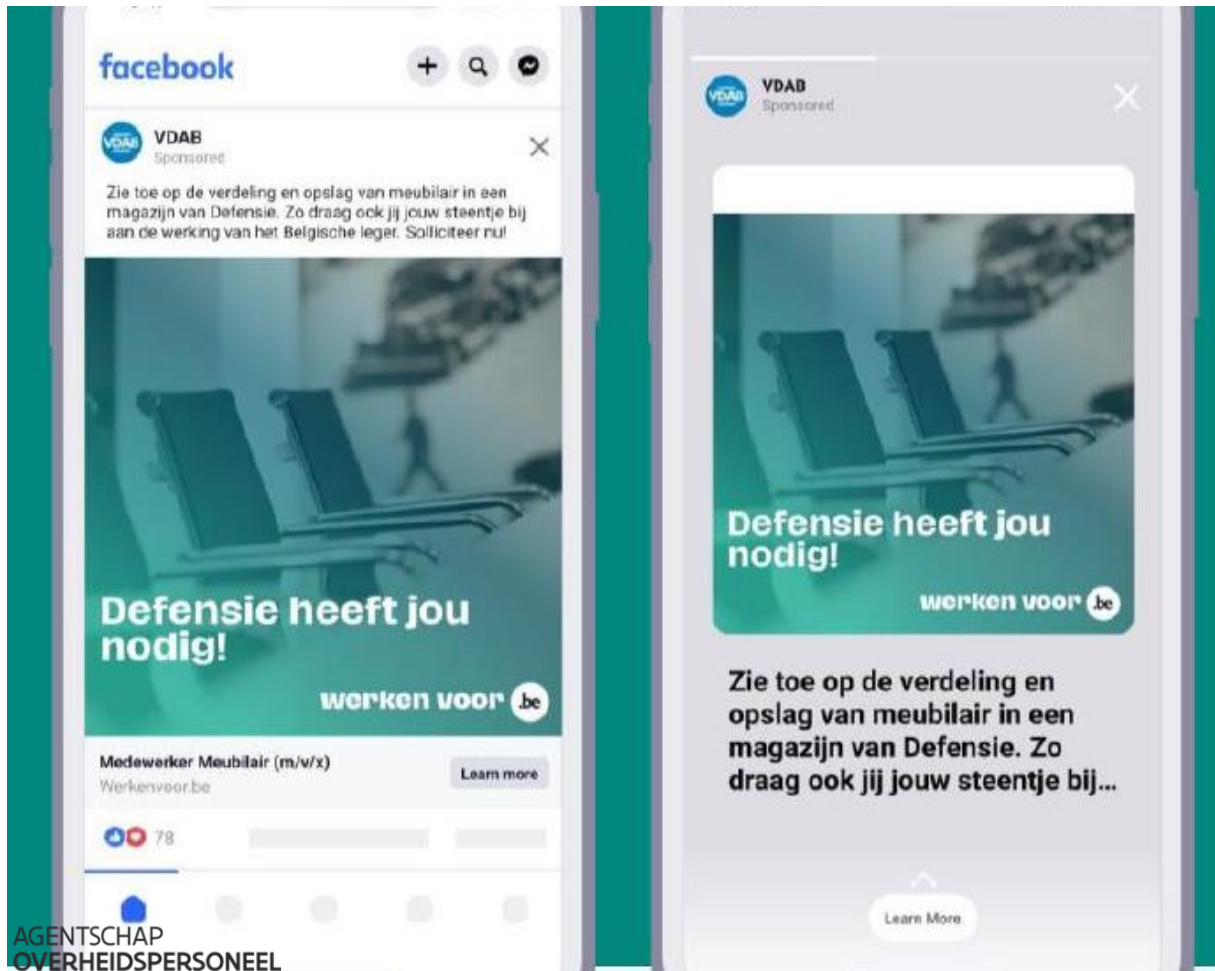 facebook
VDAB
VDAB
Sponsored
Zie toe op de verdeling en opslag van meubilair in een
magazijn van Defensie. Zo draag ook jij jouw steentje bij
aan de werking van het Belgische leger. Solliciteer nu!
Defensie heeft jou
nodig!
werken voor .be
Medewerker Meubilair (m/v/x)
Werkenvoor.be
Learn more
78
AGENTSCHAP
OVERHEIDSPERSONEEL
VDAB
VDAB
Sponsored
Defensie heeft jou
nodig!
werken voor .be
Zie toe op de verdeling en
opslag van meubilair in een
magazijn van Defensie. Zo
draag ook jij jouw steentje bij...
Learn More